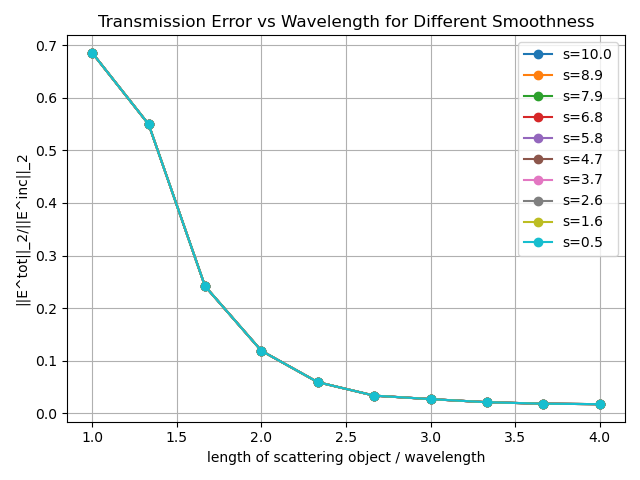 Transmission Error vs Wavelength for Different Smoothness
||E^tot||_2/||E^inc||_2
0.7
0.6
0.5
0.4
0.3
0.2
0.1
0.0
s=10.0
s=8.9
s=7.9
s=6.8
s=5.8
s=4.7
s=3.7
s=2.6
s=1.6
s=0.5
1.0 1.5 2.0 2.5 3.0 3.5 4.0
length of scattering object / wavelength